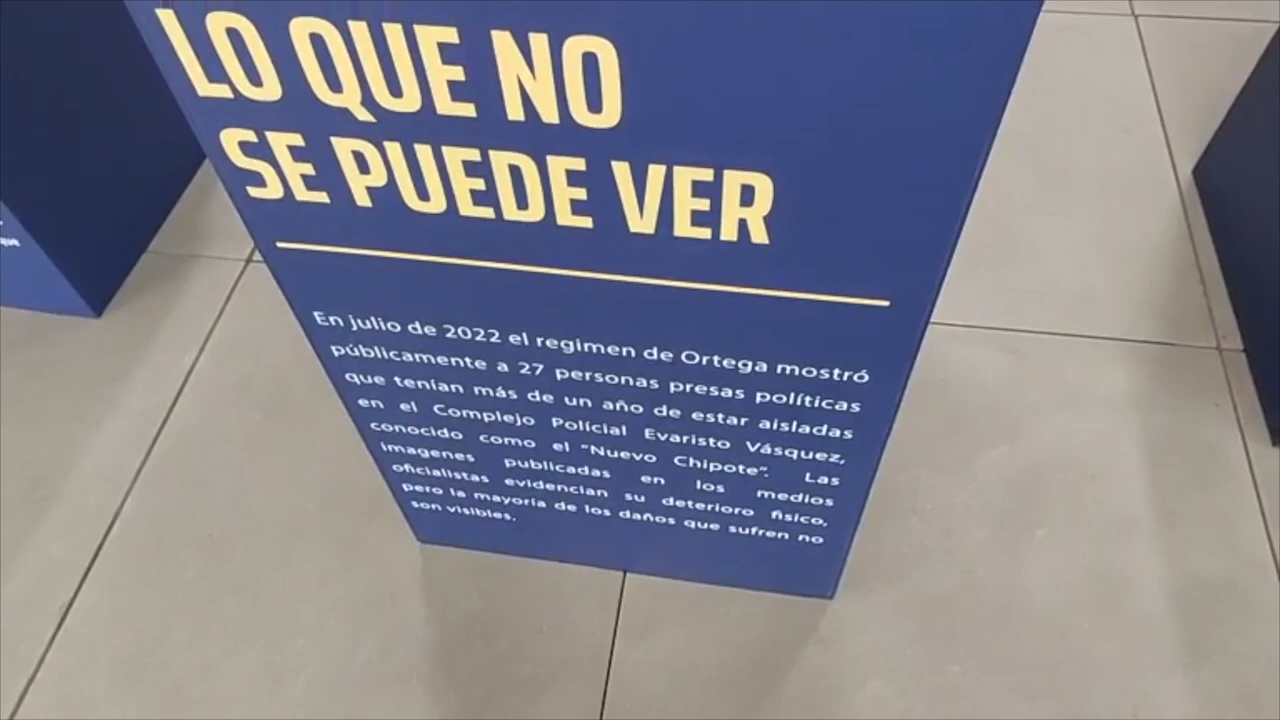 LO QUE NO
SE PUEDE VER
En julio de 2022 el regimen de Ortega mostró
públicamente a 27 personas presas políticas
que tenían más de un año de estar aisladas
en el Complejo Polícial Evaristo Vásquez,
conocido como el "Nuevo Chipote". Las
imagenes publicadas en los medios
oficialistas evidencian su deterioro fisico,
pero la mayoría de los daños que sufren no
son visibles.
que